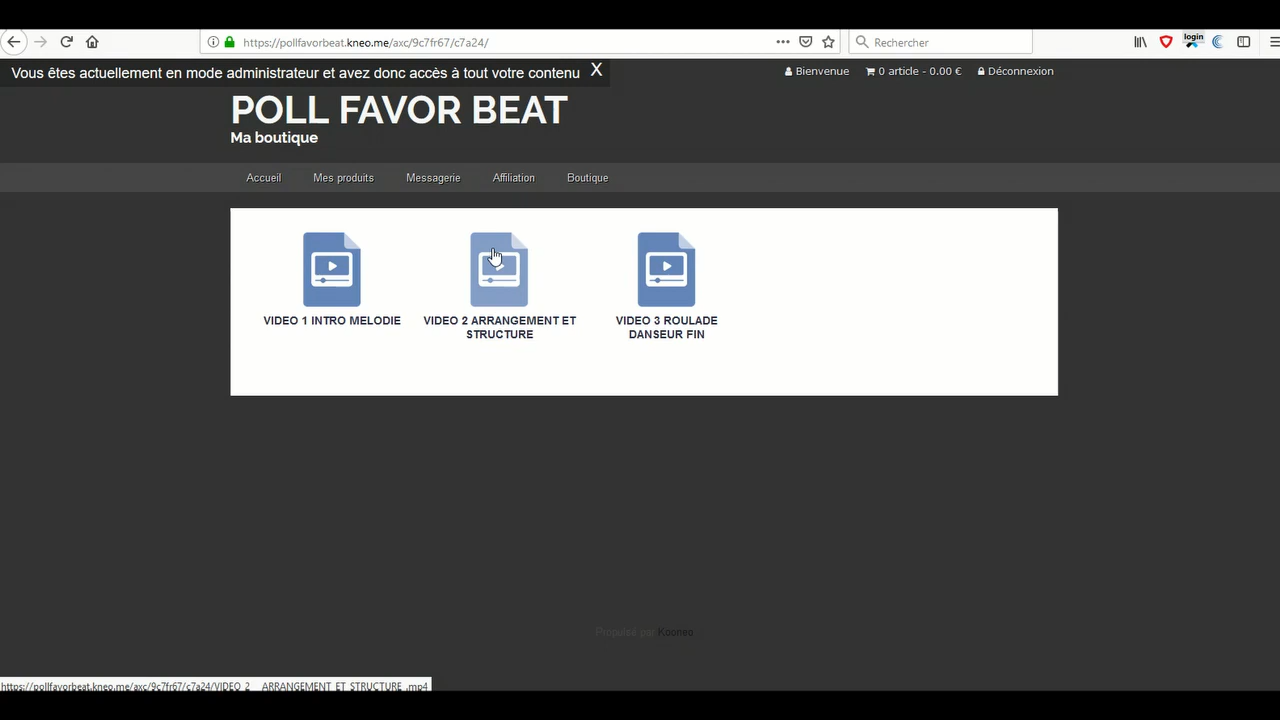 https://pollfavorbeat.kneo.me/axc/9c7fr67/c7a24/
Rechercher
login
Vous êtes actuellement en mode administrateur et avez donc accès à tout votre contenu X
Bienvenue
0 article - 0.00 €
Déconnexion
POLL FAVOR BEAT
Ma boutique
Accueil
Mes produits
Messagerie
Affiliation
Boutique
VIDEO 1 INTRO MELODIE
VIDEO 2 ARRANGEMENT ET
STRUCTURE
VIDEO 3 ROULADE
DANSEUR FIN
Propulsé par Kooneo
https://pollfavorbeat.kneo.me/axc/9c7fr67/c7a24/VIDEO_2__ARRANGEMENT_ET_STRUCTURE_.mp4